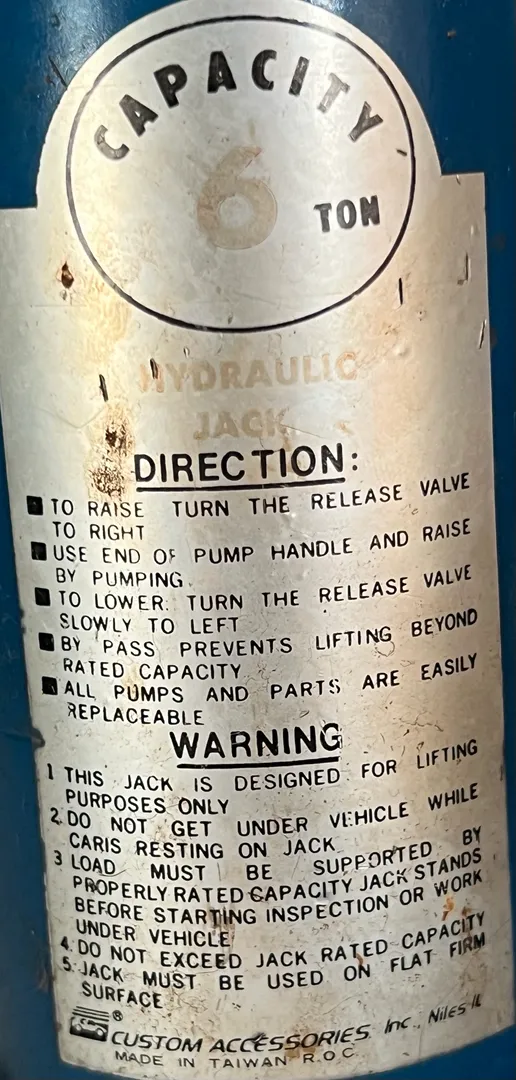 CAPACITY
6
TON
HYDRAULIC
JACK
DIRECTION:
■ TO RAISE TURN THE RELEASE VALVE
TO RIGHT
■ USE END OF PUMP HANDLE AND RAISE
BY PUMPING.
■ TO LOWER. TURN THE RELEASE VALVE
SLOWLY TO LEFT
■ BY PASS PREVENTS LIFTING BEYOND
RATED CAPACITY
■ ALL PUMPS AND PARTS ARE EASILY
REPLACEABLE
WARNING
1 THIS JACK IS DESIGNED FOR LIFTING
PURPOSES ONLY
2. DO NOT GET UNDER VEHICLE WHILE
CARIS RESTING ON JACK
3 LOAD MUST BE SUPPORTED BY
PROPERLY RATED CAPACITY JACK STANDS
BEFORE STARTING INSPECTION OR WORK
UNDER VEHICLE
4. DO NOT EXCEED JACK RATED CAPACITY
5. JACK MUST BE USED ON FLAT FIRM
SURFACE
® CUSTOM ACCESSORIES, Inc., Niles IL
MADE IN TAIWAN R.O.C.